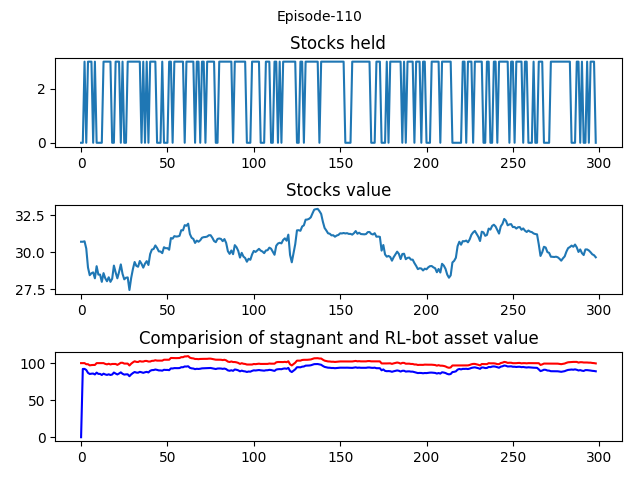 Episode-110
Stocks held
2
0
0 50 100 150 200 250 300
Stocks value
32.5
30.0
27.5
0 50 100 150 200 250 300
Comparision of stagnant and RL-bot asset value
100
50
0
0 50 100 150 200 250 300